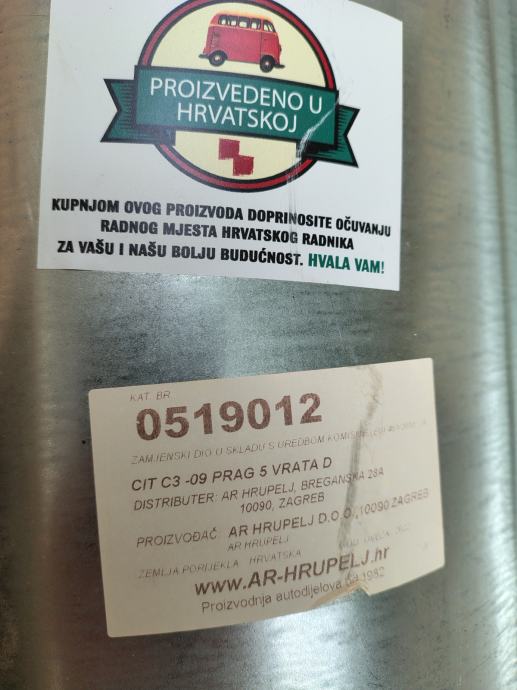 PROIZVEDENO U
HRVATSKOJ
KUPNJOM OVOG PROIZVODA DOPRINOSITE OČUVANJU
RADNOG MJESTA HRVATSKOG RADNIKA
ZA VAŠU I NAŠU BOLJU BUDUĆNOST. HVALA VAM!
KAT. BR.
0519012
ZAMJENSKI DIO U SKLADU S UREDBOM KOMISIJE
CIT C3 -09 PRAG 5 VRATA D
DISTRIBUTER: AR HRUPELJ, BREGANSKA 28A
10090, ZAGREB
PROIZVOĐAČ: AR HRUPELJ D.O.O.,10090 ZAGREB
AR HRUPELJ
ZEMLJA PORIJEKLA HRVATSKA
www.AR-HRUPELJ.hr
Proizvodnja autodijelova od 1982